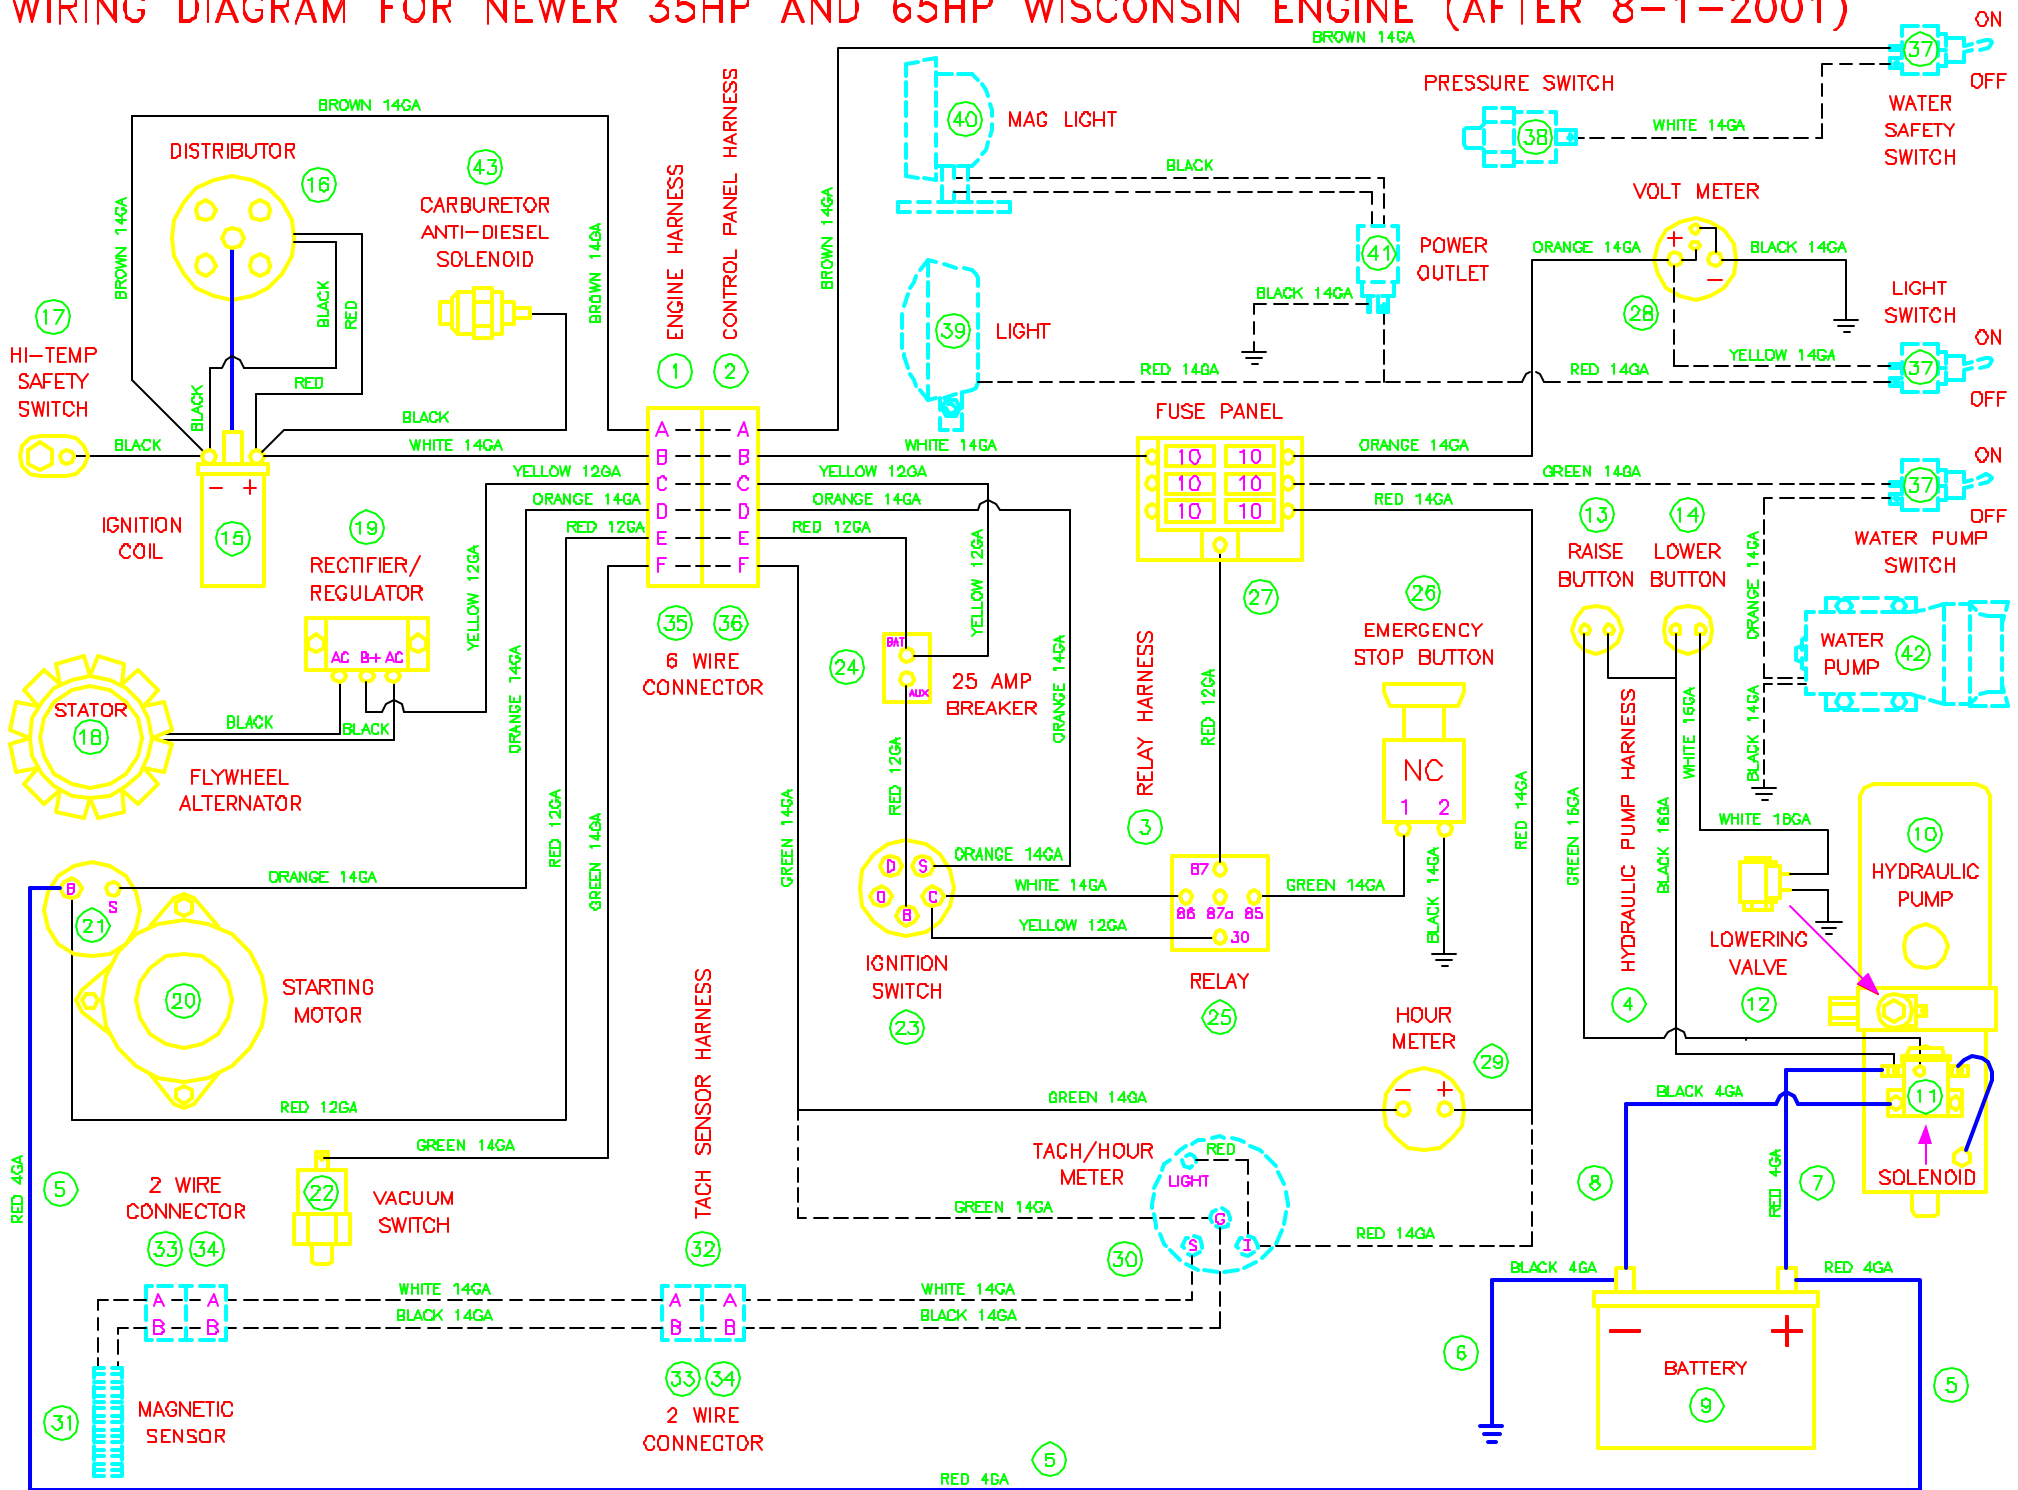 WIRING DIAGRAM FOR NEWER 35HP AND 65HP WISCONSIN ENGINE (AFTER 8-1-2001)
BROWN 14GA
ON
37
OFF
WATER
SAFETY
SWITCH
PRESSURE SWITCH
38
WHITE 14GA
40
MAG LIGHT
BLACK
BROWN 14GA
DISTRIBUTOR
16
43
CARBURETOR
ANTI-DIESEL
SOLENOID
BROWN 14GA
BROWN 14GA
ENGINE HARNESS
CONTROL PANEL HARNESS
BROWN 14GA
BLACK
RED
17
HI-TEMP
SAFETY
SWITCH
BLACK
RED
BLACK
BLACK
WHITE 14GA
1
2
41
POWER
OUTLET
BLACK 14GA
39
LIGHT
RED 14GA
VOLT METER
+
-
ORANGE 14GA
BLACK 14GA
28
YELLOW 14GA
RED 14GA
LIGHT
SWITCH
ON
37
OFF
FUSE PANEL
10 10
10 10
10 10
27
ORANGE 14GA
GREEN 14GA
RED 14GA
ON
37
OFF
WATER PUMP
SWITCH
A A
B B
C C
D D
E E
F F
WHITE 14GA
YELLOW 12GA
ORANGE 14GA
RED 12GA
YELLOW 12GA
ORANGE 14GA
RED 12GA
- +
15
IGNITION
COIL
19
RECTIFIER/
REGULATOR
AC B+ AC
YELLOW 12GA
ORANGE 14GA
35
36
6 WIRE
CONNECTOR
STATOR
18
BLACK
BLACK
FLYWHEEL
ALTERNATOR
24
BAT
AUX
25 AMP
BREAKER
YELLOW 12GA
ORANGE 14GA
RED 12GA
RELAY HARNESS
3
RED 12GA
26
EMERGENCY
STOP BUTTON
NC
1 2
13
RAISE
BUTTON
14
LOWER
BUTTON
ORANGE 14GA
BLACK 14GA
WATER
PUMP
42
HYDRAULIC PUMP HARNESS
4
WHITE 16GA
GREEN 16GA
BLACK 16GA
WHITE 16GA
RED 14GA
10
HYDRAULIC
PUMP
LOWERING
VALVE
12
RED 12GA
GREEN 14GA
GREEN 14GA
ORANGE 14GA
B
S
21
20
STARTING
MOTOR
RED 12GA
D S
D C
B
ORANGE 14GA
WHITE 14GA
YELLOW 12GA
IGNITION
SWITCH
23
87
86 87a 85
30
RELAY
25
GREEN 14GA
BLACK 14GA
HOUR
METER
29
- +
GREEN 14GA
BLACK 4GA
11
SOLENOID
RED 4GA
5
GREEN 14GA
22
VACUUM
SWITCH
TACH SENSOR HARNESS
32
TACH/HOUR
METER
RED
LIGHT
G
S I
30
GREEN 14GA
RED 14GA
8
7
RED 4GA
2 WIRE
CONNECTOR
33 34
A A
B B
WHITE 14GA
BLACK 14GA
A A
B B
WHITE 14GA
BLACK 14GA
33 34
2 WIRE
CONNECTOR
31
MAGNETIC
SENSOR
BLACK 4GA
RED 4GA
6
- +
BATTERY
9
5
5
RED 4GA